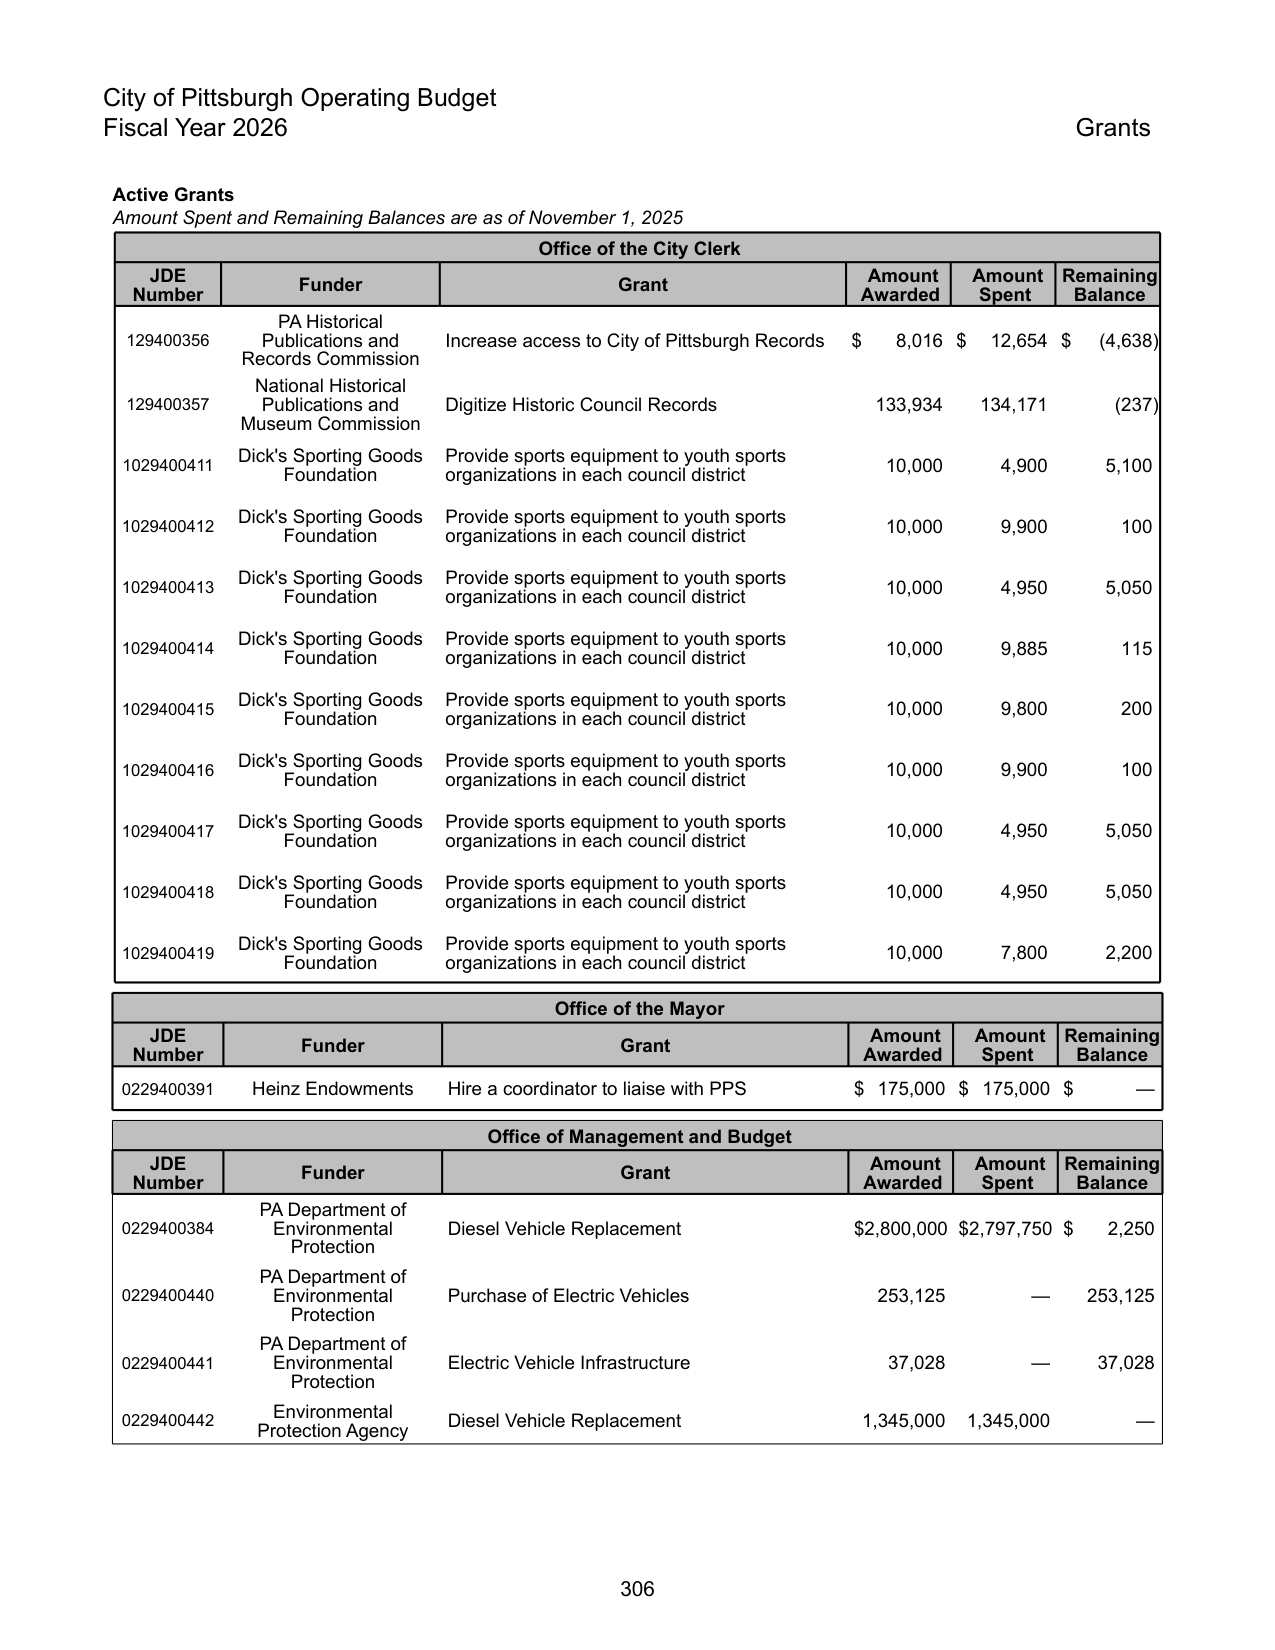 City of Pittsburgh Operating Budget
Fiscal Year 2026 Grants
Active Grants
Amount Spent and Remaining Balances are as of November 1, 2025
Office of the City Clerk
JDE Number Funder Grant Amount Awarded Amount Spent Remaining Balance
129400356 PA Historical Publications and Records Commission Increase access to City of Pittsburgh Records $ 8,016 $ 12,654 $ (4,638)
129400357 National Historical Publications and Museum Commission Digitize Historic Council Records 133,934 134,171 (237)
1029400411 Dick's Sporting Goods Foundation Provide sports equipment to youth sports organizations in each council district 10,000 4,900 5,100
1029400412 Dick's Sporting Goods Foundation Provide sports equipment to youth sports organizations in each council district 10,000 9,900 100
1029400413 Dick's Sporting Goods Foundation Provide sports equipment to youth sports organizations in each council district 10,000 4,950 5,050
1029400414 Dick's Sporting Goods Foundation Provide sports equipment to youth sports organizations in each council district 10,000 9,885 115
1029400415 Dick's Sporting Goods Foundation Provide sports equipment to youth sports organizations in each council district 10,000 9,800 200
1029400416 Dick's Sporting Goods Foundation Provide sports equipment to youth sports organizations in each council district 10,000 9,900 100
1029400417 Dick's Sporting Goods Foundation Provide sports equipment to youth sports organizations in each council district 10,000 4,950 5,050
1029400418 Dick's Sporting Goods Foundation Provide sports equipment to youth sports organizations in each council district 10,000 4,950 5,050
1029400419 Dick's Sporting Goods Foundation Provide sports equipment to youth sports organizations in each council district 10,000 7,800 2,200
Office of the Mayor
JDE Number Funder Grant Amount Awarded Amount Spent Remaining Balance
0229400391 Heinz Endowments Hire a coordinator to liaise with PPS $ 175,000 $ 175,000 $ —
Office of Management and Budget
JDE Number Funder Grant Amount Awarded Amount Spent Remaining Balance
0229400384 PA Department of Environmental Protection Diesel Vehicle Replacement $2,800,000 $2,797,750 $ 2,250
0229400440 PA Department of Environmental Protection Purchase of Electric Vehicles 253,125 — 253,125
0229400441 PA Department of Environmental Protection Electric Vehicle Infrastructure 37,028 — 37,028
0229400442 Environmental Protection Agency Diesel Vehicle Replacement 1,345,000 1,345,000 —
306